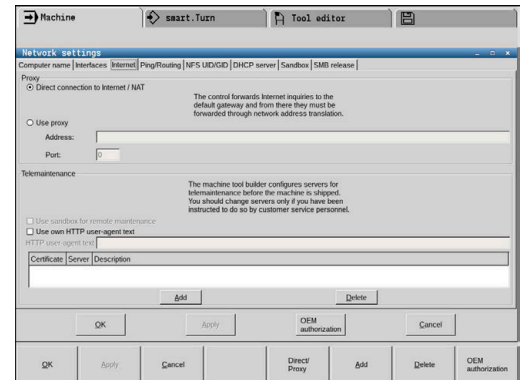 Machine
smart.Turn
Tool editor
Network settings
Computer name Interfaces Internet Ping/Routing NFS UID/GID DHCP server Sandbox SMB release
Proxy
Direct connection to Internet / NAT
The control forwards Internet inquiries to the
default gateway and from there they must be
forwarded through network address translation.
Use proxy
Address:
Port: 0
Telemaintenance
The machine tool builder configures servers for
telemaintenance before the machine is shipped.
You should change servers only if you have been
instructed to do so by customer service personnel.
Use sandbox for remote maintenance
Use own HTTP user-agent text
HTTP user-agent text
Certificate Server Description
Add Delete
OK Apply OEM authorization Cancel
OK Apply Cancel Direct/ Proxy Add Delete OEM authorization